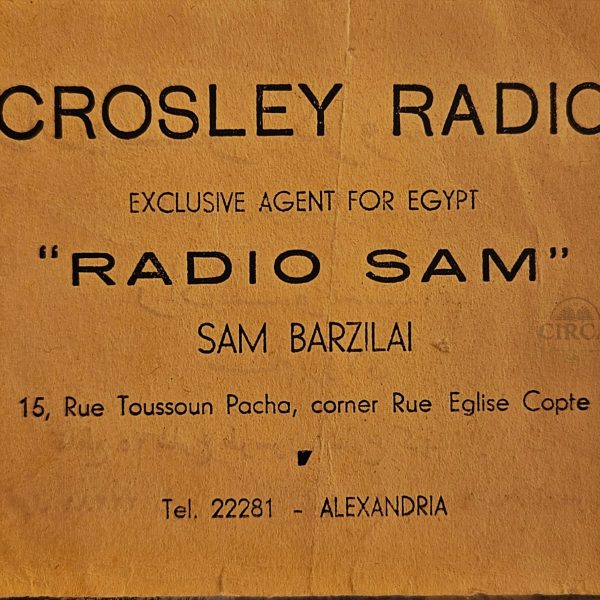 CROSLEY RADIO
EXCLUSIVE AGENT FOR EGYPT
"RADIO SAM"
SAM BARZILAI
15, Rue Toussoun Pacha, corner Rue Eglise Copte
Tel. 22281 - ALEXANDRIA